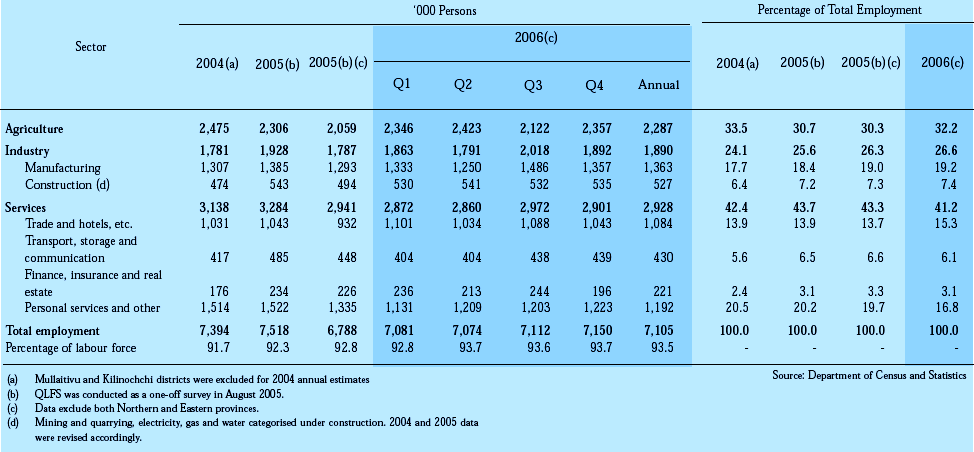 ‘000 Persons Percentage of Total Employment
2006(c)
Sector
2004(a) 2005(b) 2005(b)(c) 2004(a) 2005(b) 2005(b)(c) 2006(c)
Q1 Q2 Q3 Q4 Annual
Agriculture 2,475 2,306 2,059 2,346 2,423 2,122 2,357 2,287 33.5 30.7 30.3 32.2
Industry 1,781 1,928 1,787 1,863 1,791 2,018 1,892 1,890 24.1 25.6 26.3 26.6
Manufacturing 1,307 1,385 1,293 1,333 1,250 1,486 1,357 1,363 17.7 18.4 19.0 19.2
Construction (d) 474 543 494 530 541 532 535 527 6.4 7.2 7.3 7.4
Services 3,138 3,284 2,941 2,872 2,860 2,972 2,901 2,928 42.4 43.7 43.3 41.2
Trade and hotels, etc. 1,031 1,043 932 1,101 1,034 1,088 1,043 1,084 13.9 13.9 13.7 15.3
Transport, storage and
communication 417 485 448 404 404 438 439 430 5.6 6.5 6.6 6.1
Finance, insurance and real
estate 176 234 226 236 213 244 196 221 2.4 3.1 3.3 3.1
Personal services and other 1,514 1,522 1,335 1,131 1,209 1,203 1,223 1,192 20.5 20.2 19.7 16.8
Total employment 7,394 7,518 6,788 7,081 7,074 7,112 7,150 7,105 100.0 100.0 100.0 100.0
Percentage of labour force 91.7 92.3 92.8 92.8 93.7 93.6 93.7 93.5 - - - -
(a) Mullaitivu and Kilinochchi districts were excluded for 2004 annual estimates
Source: Department of Census and Statistics
(b) QLFS was conducted as a one-off survey in August 2005.
(c) Data exclude both Northern and Eastern provinces.
(d) Mining and quarrying, electricity, gas and water categorised under construction. 2004 and 2005 data
were revised accordingly.